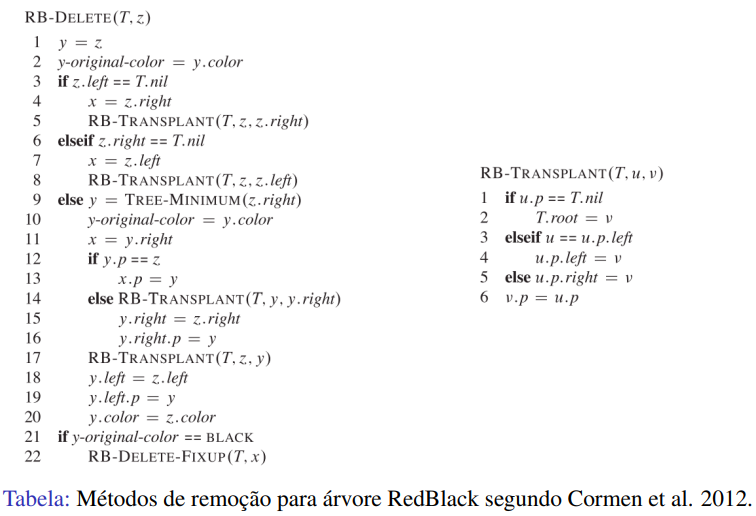 RB-DELETE(T, z)
1 y = z
2 y-original-color = y.color
3 if z.left == T.nil
4 x = z.right
5 RB-TRANSPLANT(T, z, z.right)
6 elseif z.right == T.nil
7 x = z.left
8 RB-TRANSPLANT(T, z, z.left)
9 else y = TREE-MINIMUM(z.right)
10 y-original-color = y.color
11 x = y.right
12 if y.p == z
13 x.p = y
14 else RB-TRANSPLANT(T, y, y.right)
15 y.right = z.right
16 y.right.p = y
17 RB-TRANSPLANT(T, z, y)
18 y.left = z.left
19 y.left.p = y
20 y.color = z.color
21 if y-original-color == BLACK
22 RB-DELETE-FIXUP(T, x)
RB-TRANSPLANT(T, u, v)
1 if u.p == T.nil
2 T.root = v
3 elseif u == u.p.left
4 u.p.left = v
5 else u.p.right = v
6 v.p = u.p
Tabela: Métodos de remoção para árvore RedBlack segundo Cormen et al. 2012.